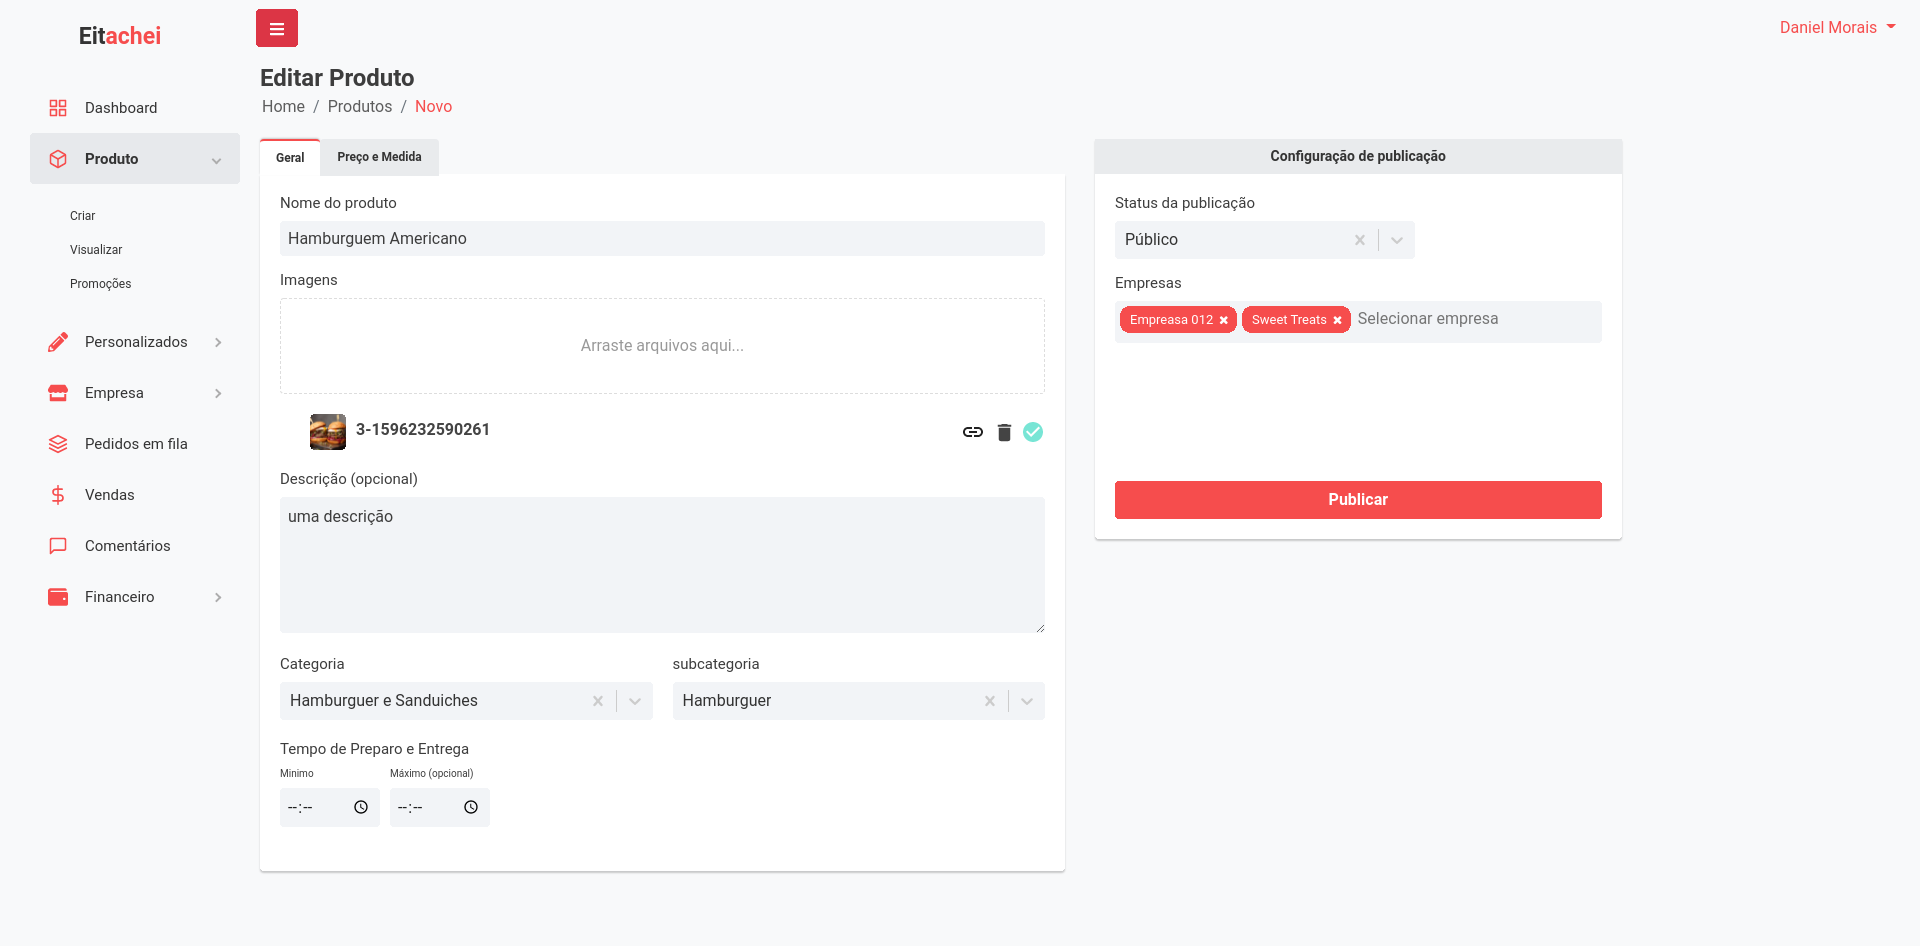 Eitachei
Daniel Morais
Dashboard
Produto
Criar
Visualizar
Promoções
Personalizados
Empresa
Pedidos em fila
Vendas
Comentários
Financeiro
Editar Produto
Home / Produtos / Novo
Geral
Preço e Medida
Nome do produto
Hamburguem Americano
Imagens
Arraste arquivos aqui...
3-1596232590261
Descrição (opcional)
uma descrição
Categoria
Hamburguer e Sanduiches
subcategoria
Hamburguer
Tempo de Preparo e Entrega
Minimo
Máximo (opcional)
--:--
--:--
Configuração de publicação
Status da publicação
Público
Empresas
Empreasa 012
Sweet Treats
Selecionar empresa
Publicar